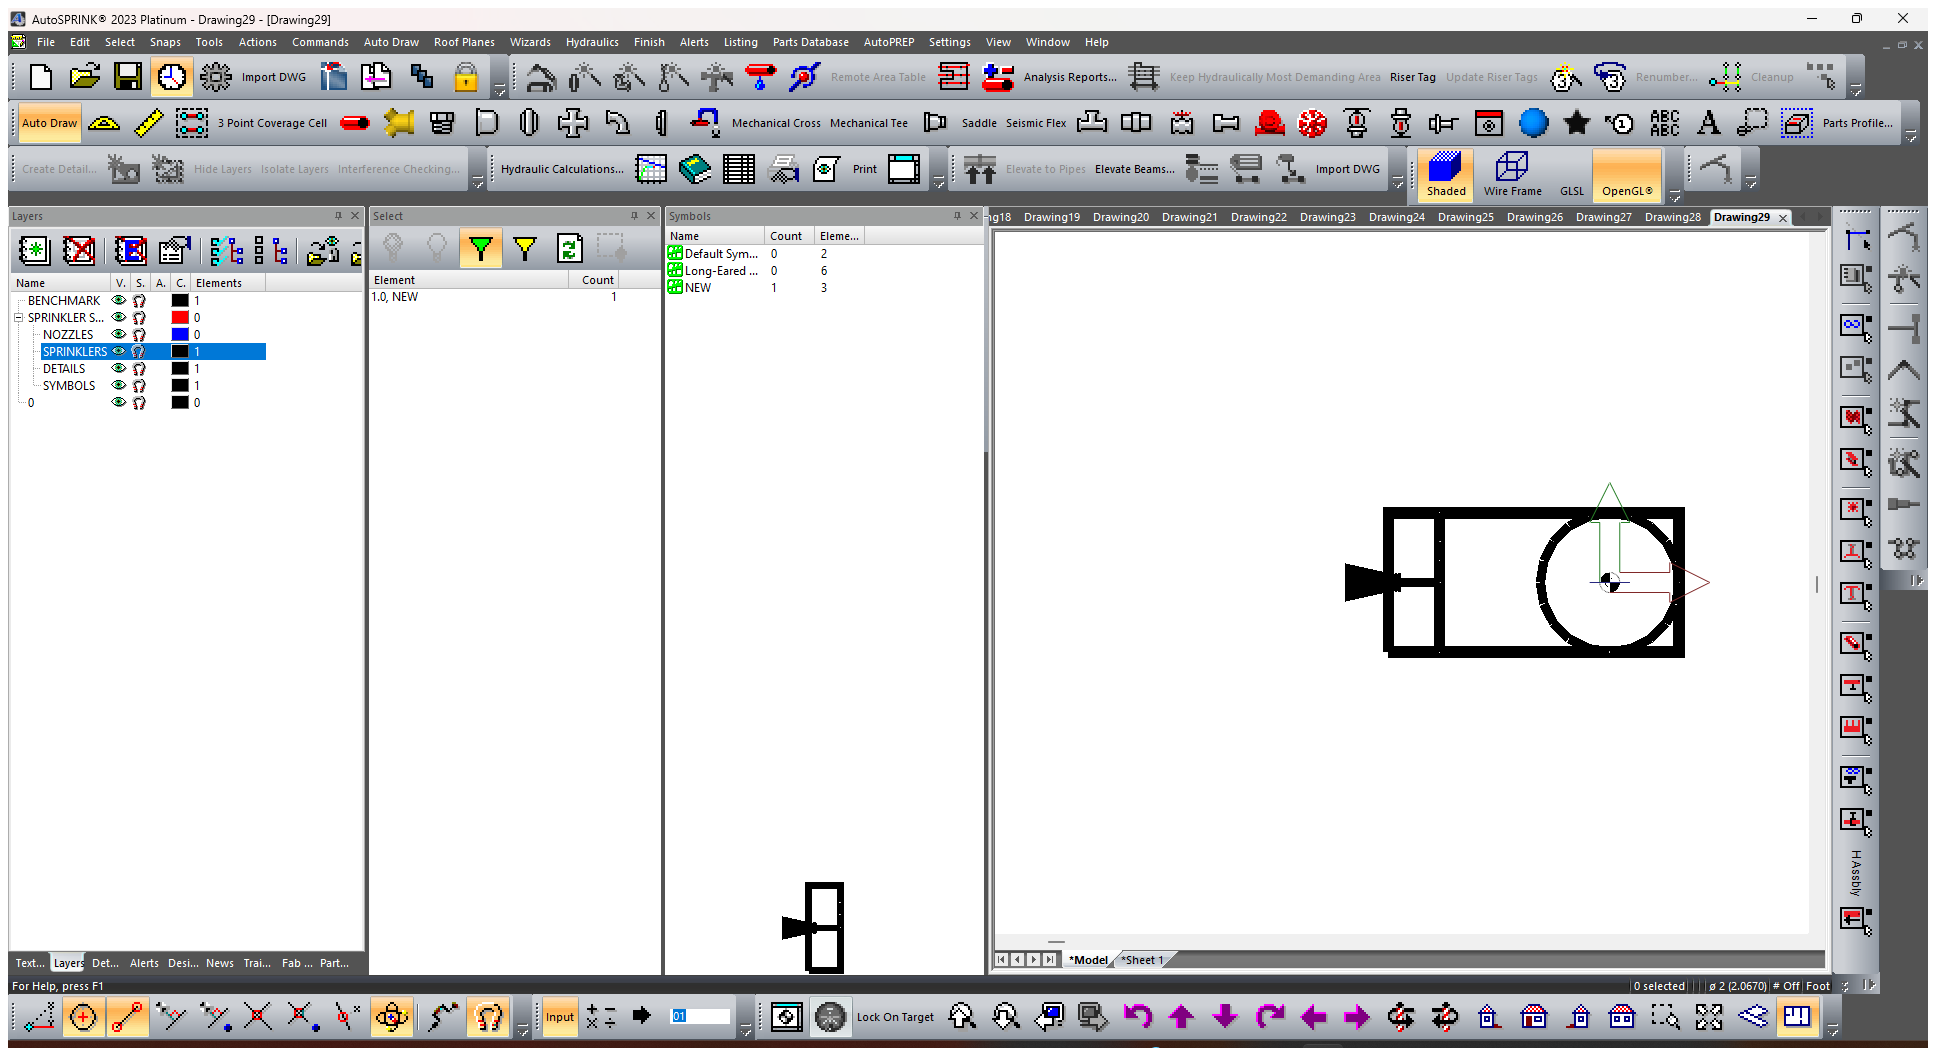 AutoSPRINK® 2023 Platinum - Drawing29 - [Drawing29]
File Edit Select Snaps Tools Actions Commands Auto Draw Roof Planes Wizards Hydraulics Finish Alerts Listing Parts Database AutoPREP Settings View Window Help
Import DWG Remote Area Table Analysis Reports... Keep Hydraulically Most Demanding Area Riser Tag Update Riser Tags Renumber... Cleanup
Auto Draw 3 Point Coverage Cell Mechanical Cross Mechanical Tee Saddle Seismic Flex ABC ABC A Parts Profile...
Create Detail... Hide Layers Isolate Layers Interference Checking... Hydraulic Calculations... Print Elevate to Pipes Elevate Beams... Import DWG Shaded Wire Frame GLSL OpenGL®
Layers
Name V. S. A. C. Elements
BENCHMARK 1
SPRINKLER S... 0
NOZZLES 0
SPRINKLERS 1
DETAILS 1
SYMBOLS 1
0 0
Text... Layers Det... Alerts Desi... News Trai... Fab ... Part...
Select
Element Count
1.0, NEW 1
Symbols
Name Count Eleme...
Default Sym... 0 2
Long-Eared ... 0 6
NEW 1 3
ng18 Drawing19 Drawing20 Drawing21 Drawing22 Drawing23 Drawing24 Drawing25 Drawing26 Drawing27 Drawing28 Drawing29
*Model *Sheet 1
H Assbly
For Help, press F1
0 selected ø 2 (2.0670) # Off Foot
Input 01 Lock On Target